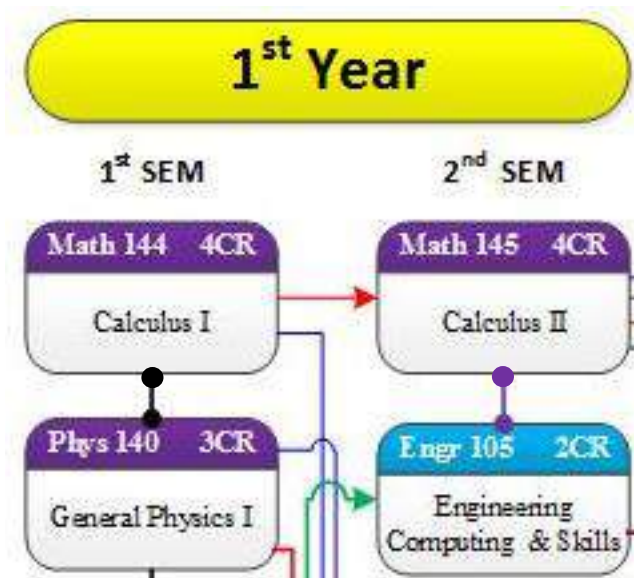 1st Year
1st SEM
2nd SEM
Math 144 4CR
Calculus I
Math 145 4CR
Calculus II
Phys 140 3CR
General Physics I
Engr 105 2CR
Engineering
Computing & Skills